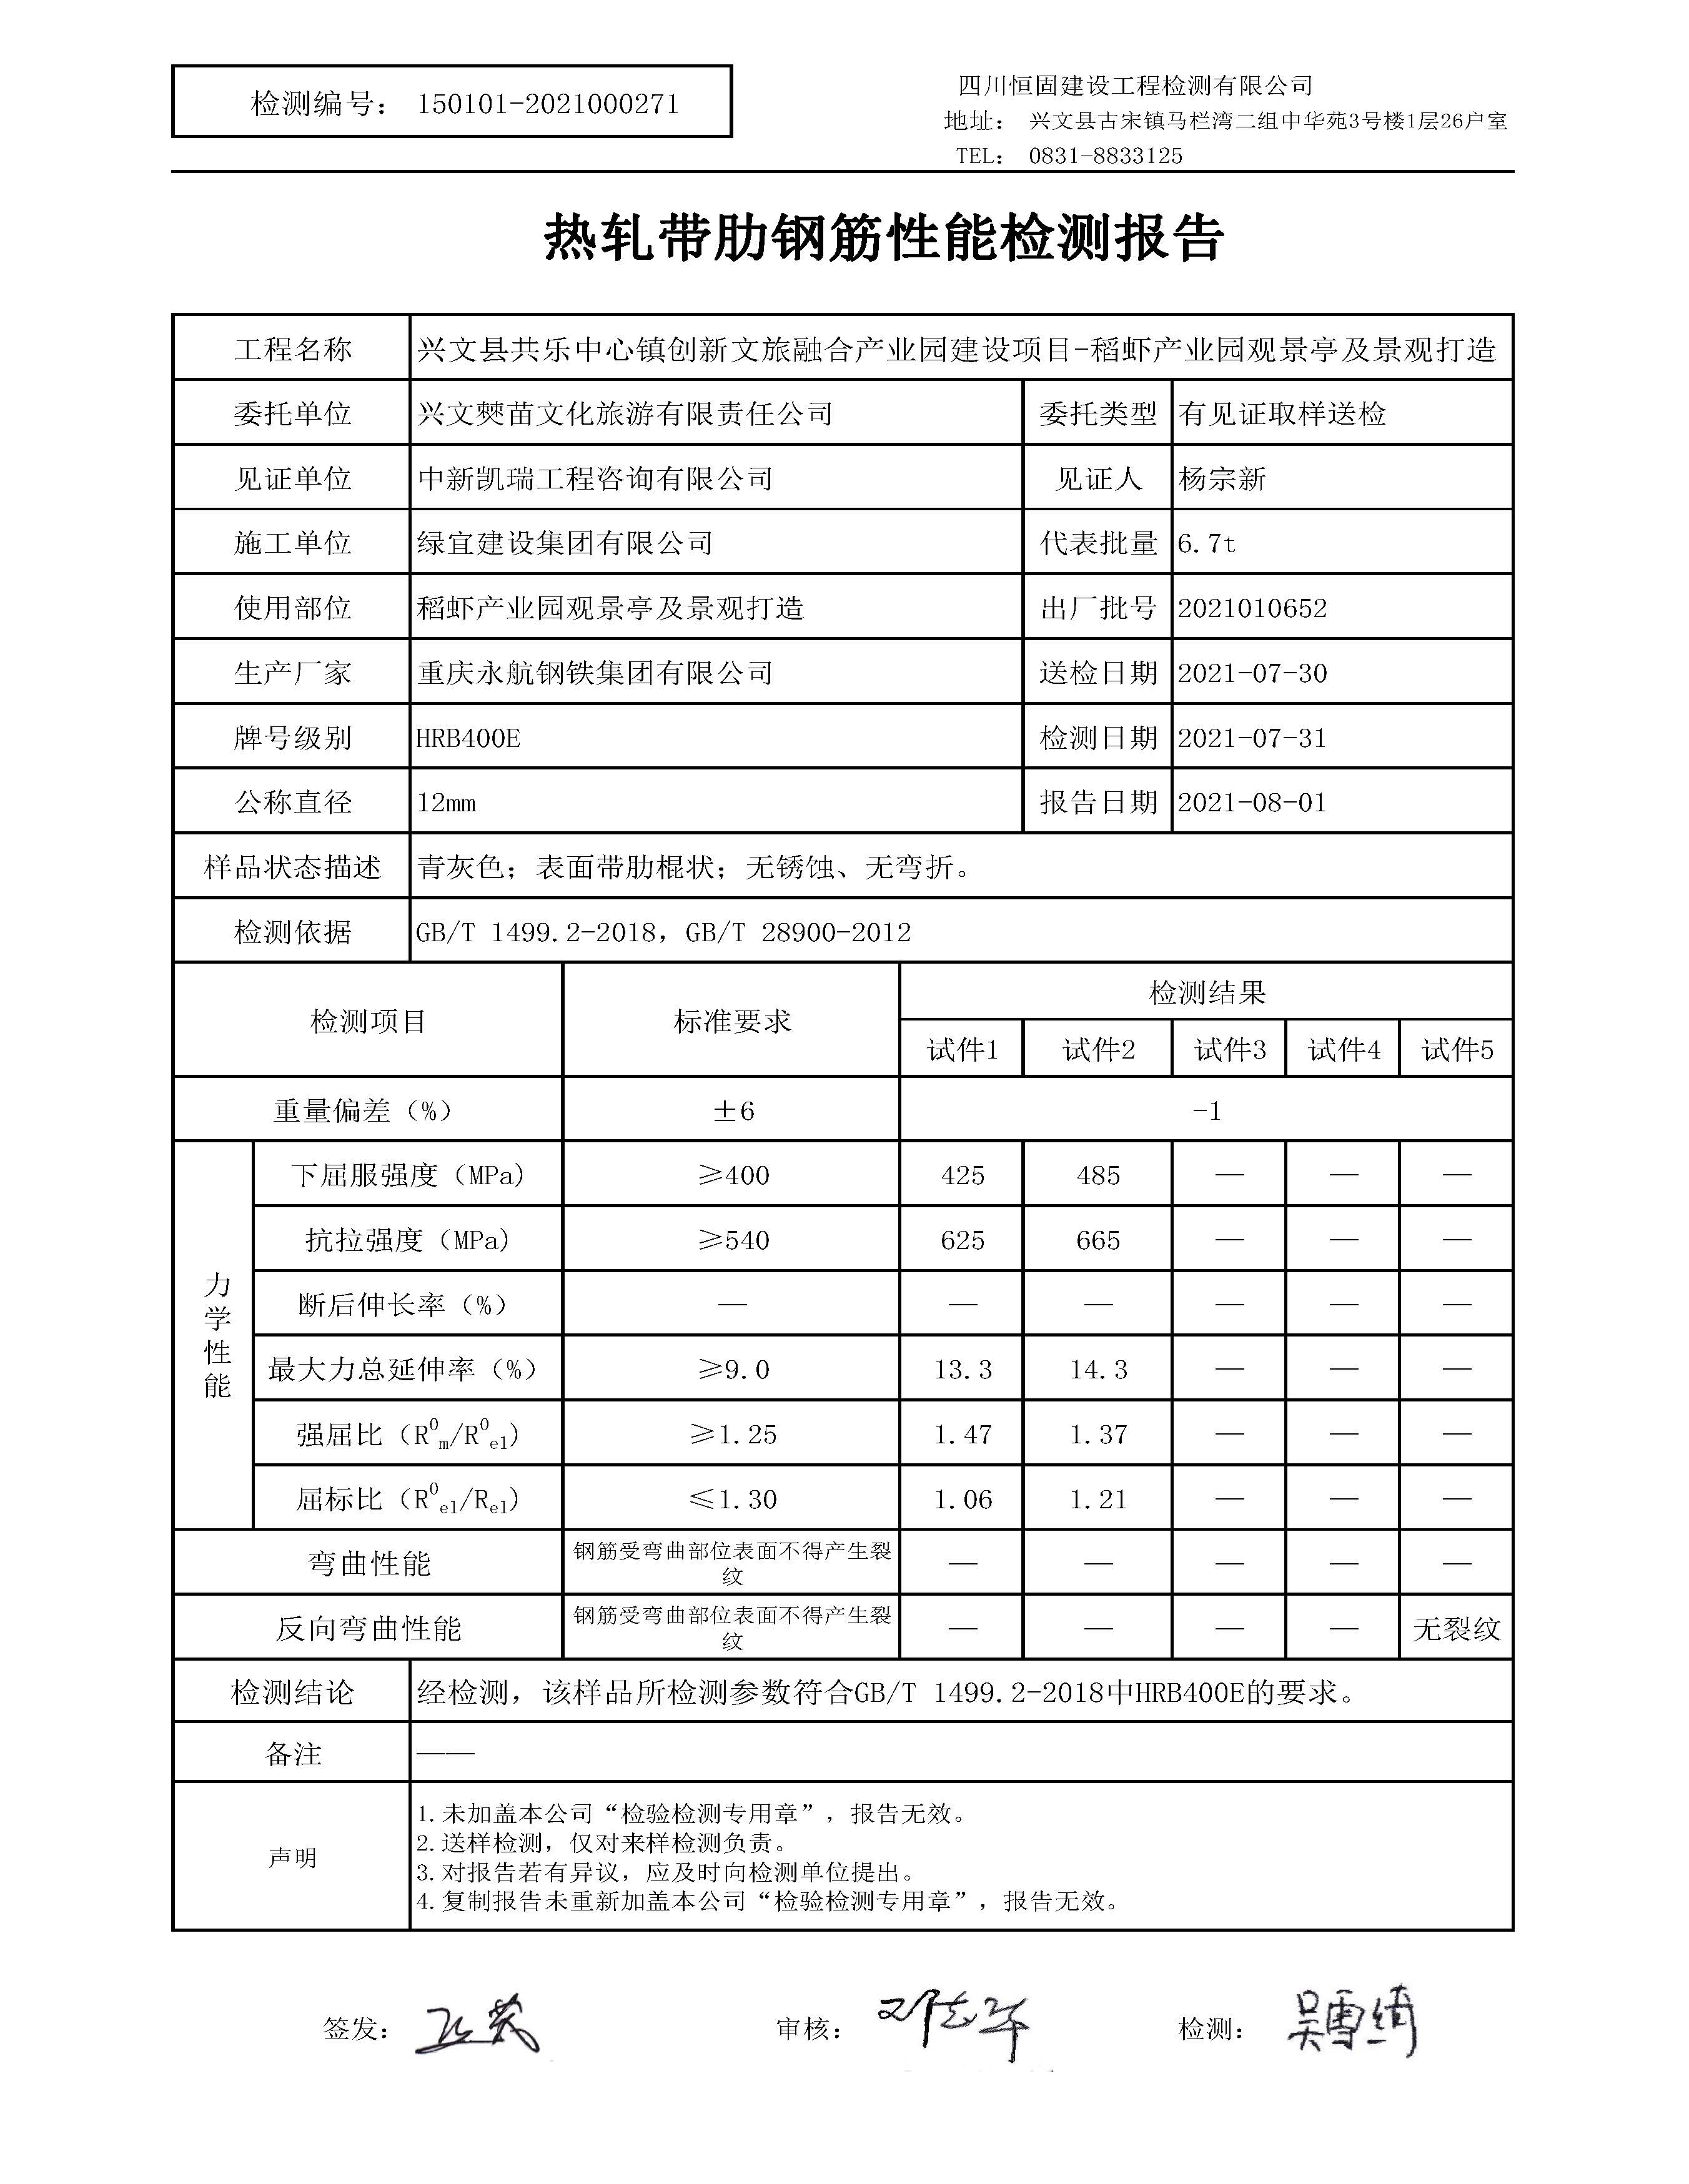 检测编号： 150101-2021000271
四川恒固建设工程检测有限公司
地址： 兴文县古宋镇马栏湾二组中华苑3号楼1层26户室
TEL： 0831-8833125
热轧带肋钢筋性能检测报告
工程名称 兴文县共乐中心镇创新文旅融合产业园建设项目-稻虾产业园观景亭及景观打造
委托单位 兴文僰苗文化旅游有限责任公司 委托类型 有见证取样送检
见证单位 中新凯瑞工程咨询有限公司 见证人 杨宗新
施工单位 绿宜建设集团有限公司 代表批量 6.7t
使用部位 稻虾产业园观景亭及景观打造 出厂批号 2021010652
生产厂家 重庆永航钢铁集团有限公司 送检日期 2021-07-30
牌号级别 HRB400E 检测日期 2021-07-31
公称直径 12mm 报告日期 2021-08-01
样品状态描述 青灰色；表面带肋棍状；无锈蚀、无弯折。
检测依据 GB/T 1499.2-2018，GB/T 28900-2012
检测项目 标准要求 检测结果
试件1 试件2 试件3 试件4 试件5
重量偏差（%） ±6 -1
力学性能
下屈服强度（MPa） ≥400 425 485 — — —
抗拉强度（MPa） ≥540 625 665 — — —
断后伸长率（%） — — — — — —
最大力总延伸率（%） ≥9.0 13.3 14.3 — — —
强屈比（R⁰m/R⁰el） ≥1.25 1.47 1.37 — — —
屈标比（R⁰el/Rel） ≤1.30 1.06 1.21 — — —
弯曲性能 钢筋受弯曲部位表面不得产生裂 — — — — —
纹
反向弯曲性能 钢筋受弯曲部位表面不得产生裂 — — — — 无裂纹
纹
检测结论 经检测，该样品所检测参数符合GB/T 1499.2-2018中HRB400E的要求。
备注 ——
声明
1.未加盖本公司“检验检测专用章”，报告无效。
2.送样检测，仅对来样检测负责。
3.对报告若有异议，应及时向检测单位提出。
4.复制报告未重新加盖本公司“检验检测专用章”，报告无效。
签发： 审核： 检测： 吴雪绮